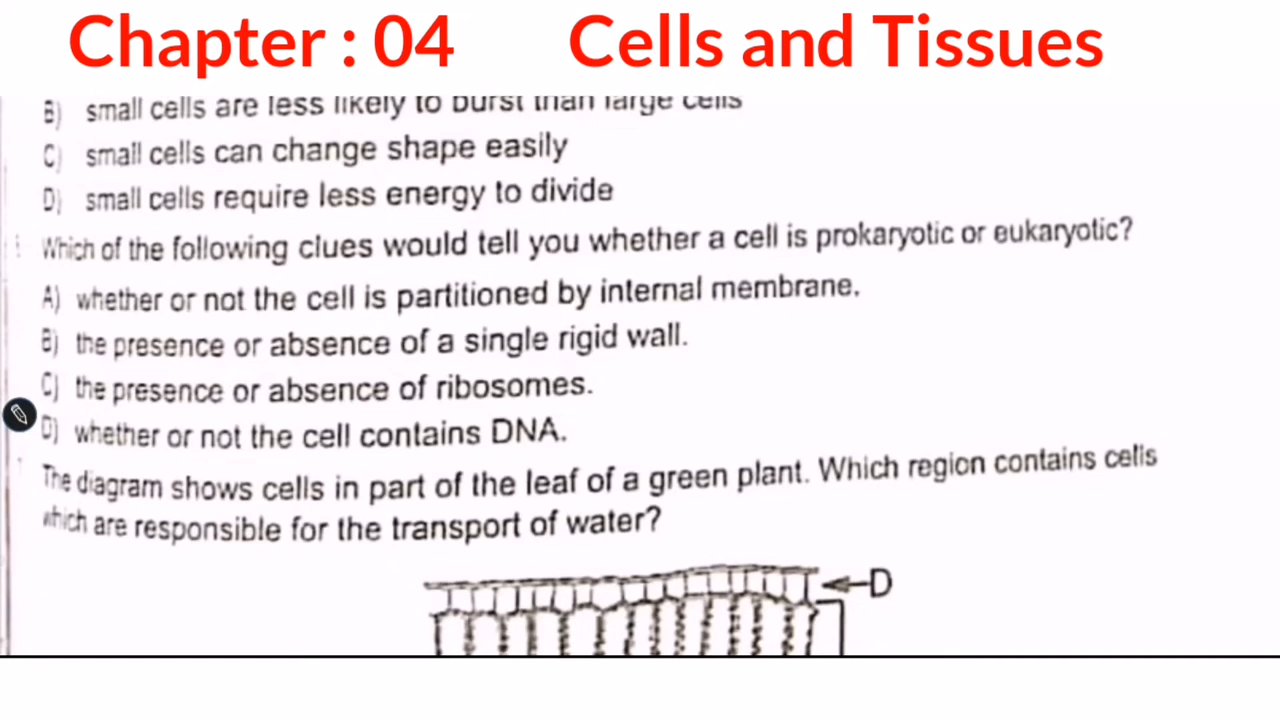 Chapter : 04 Cells and Tissues
B) small cells are less likely to burst than large cells
C) small cells can change shape easily
D) small cells require less energy to divide
Which of the following clues would tell you whether a cell is prokaryotic or eukaryotic?
A) whether or not the cell is partitioned by internal membrane.
B) the presence or absence of a single rigid wall.
C) the presence or absence of ribosomes.
D) whether or not the cell contains DNA.
The diagram shows cells in part of the leaf of a green plant. Which region contains cells
which are responsible for the transport of water?
D